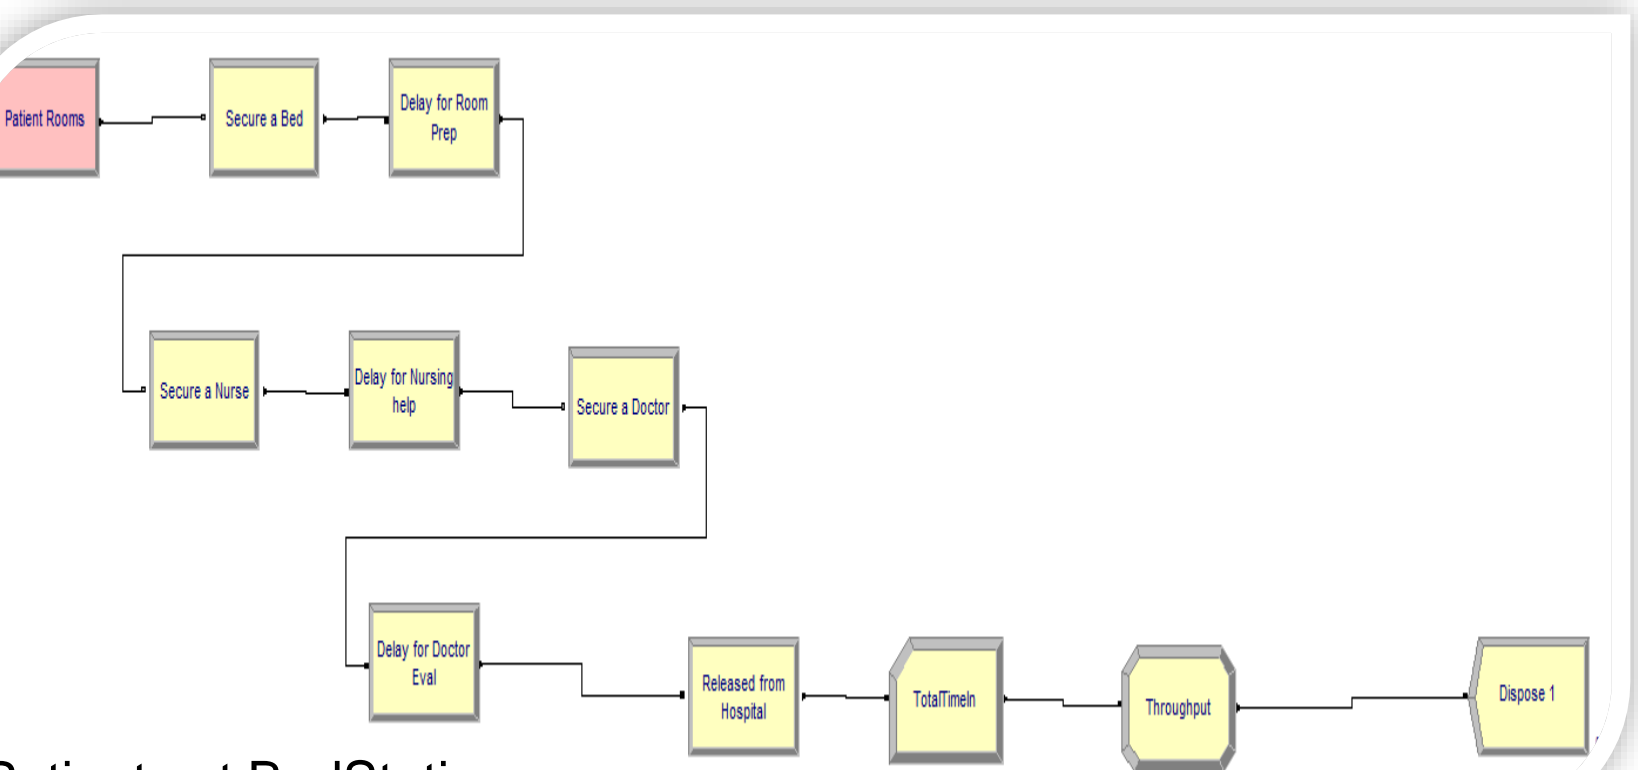 Patient Rooms
Secure a Bed
Delay for Room
Prep
Secure a Nurse
Delay for Nursing
help
Secure a Doctor
Delay for Doctor
Eval
Released from
Hospital
TotalTimeIn
Throughput
Dispose 1